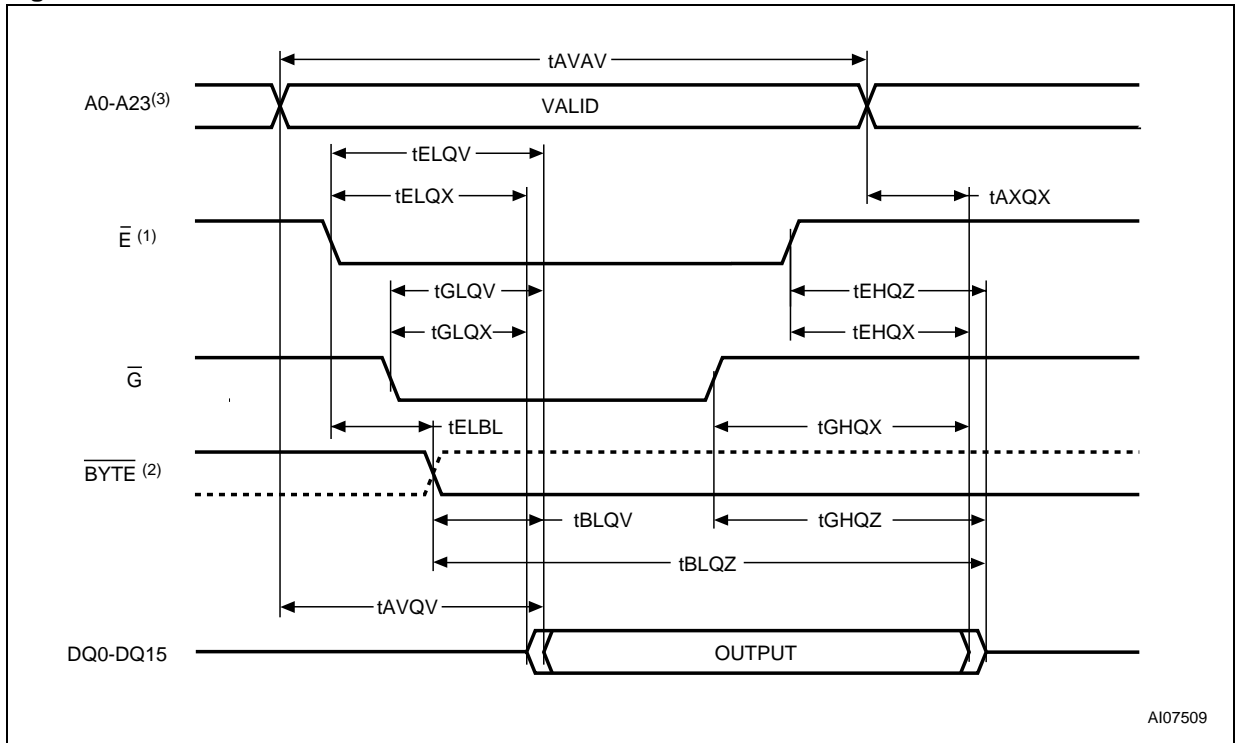 tAVAV
A0-A23(3)
VALID
tELQV
tELQX
tAXQX
E̅ (1)
tGLQV
tEHQZ
tGLQX
tEHQX
G̅
tELBL
tGHQX
B̅Y̅T̅E̅ (2)
tBLQV
tGHQZ
tBLQZ
tAVQV
DQ0-DQ15
OUTPUT
AI07509